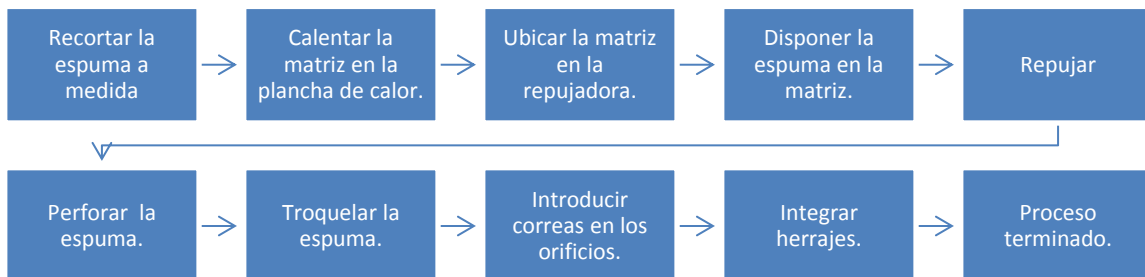 Recortar la
espuma a
medida
Calentar la
matriz en la
plancha de calor.
Ubicar la matriz
en la
repujadora.
Disponer la
espuma en la
matriz.
Repujar
Perforar la
espuma.
Troquelar la
espuma.
Introducir
correas en los
orificios.
Integrar
herrajes.
Proceso
terminado.